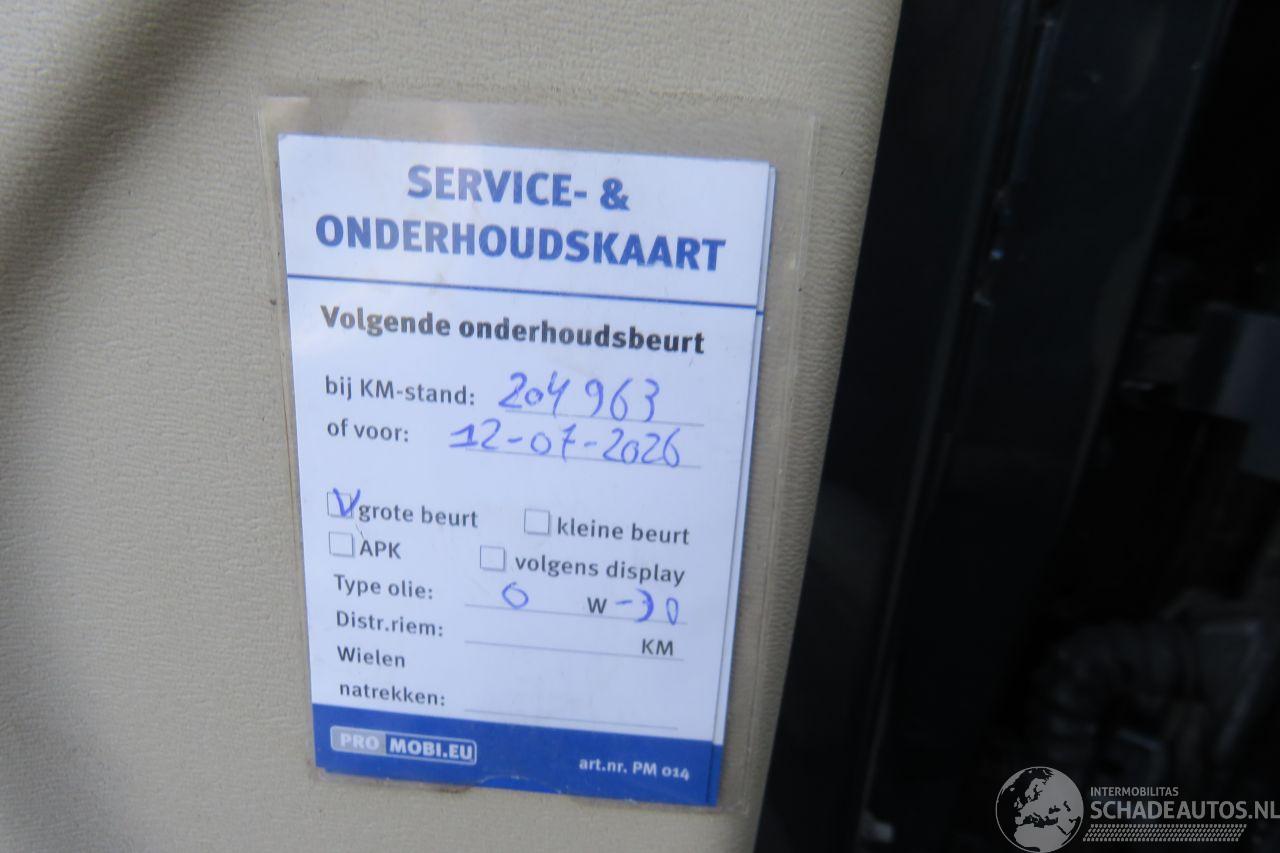 SERVICE- &
ONDERHOUDSKAART
Volgende onderhoudsbeurt
bij KM-stand: 204 963
of voor: 12-07-2026
V grote beurt kleine beurt
APK volgens display
Type olie: 0 W -30
Distr.riem: KM
Wielen
natrekken:
PRO MOBI.EU art.nr. PM 014
INTERMOBILITAS
SCHADEAUTOS.NL